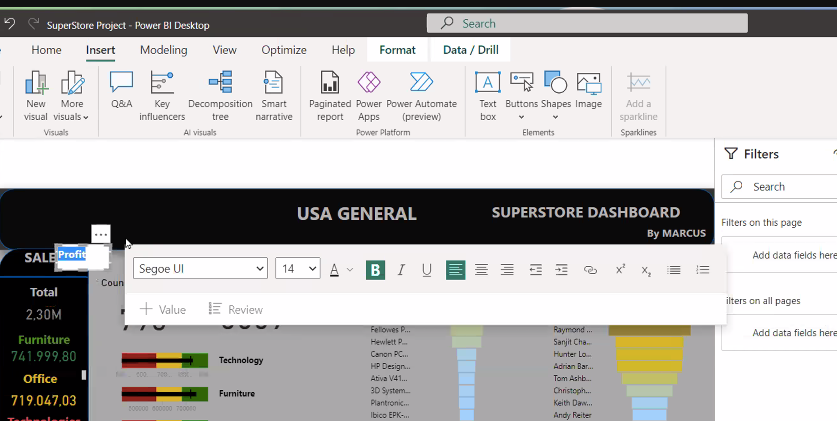 SuperStore Project - Power BI Desktop
Search
Home Insert Modeling View Optimize Help Format Data / Drill
New visual
More visuals
Q&A
Key influencers
Decomposition tree
Smart narrative
Paginated report
Power Apps
Power Automate (preview)
Text box
Buttons
Shapes
Image
Add a sparkline
Visuals
AI visuals
Power Platform
Elements
Sparklines
Filters
Search
Filters on this page
Add data fields here
ilters on all pages
Add data fields here
USA GENERAL
SUPERSTORE DASHBOARD
By MARCUS
SALE
Profit
Segoe UI
14
A
B
I
U
Value
Review
Total
2,30M
Furniture
741.999,80
Office
719.047,03
Coun
Technology
Furniture
500000 600000 700000
Fellowes P...
Hewlett P...
Canon PC...
HP Design...
Ativa V41...
3D System...
Plantronic...
Ibico EPK-...
Raymond ...
Sanjit Cha...
Hunter Lo...
Adrian Bar...
Tom Ashb...
Christoph...
Keith Daw...
Andy Reiter